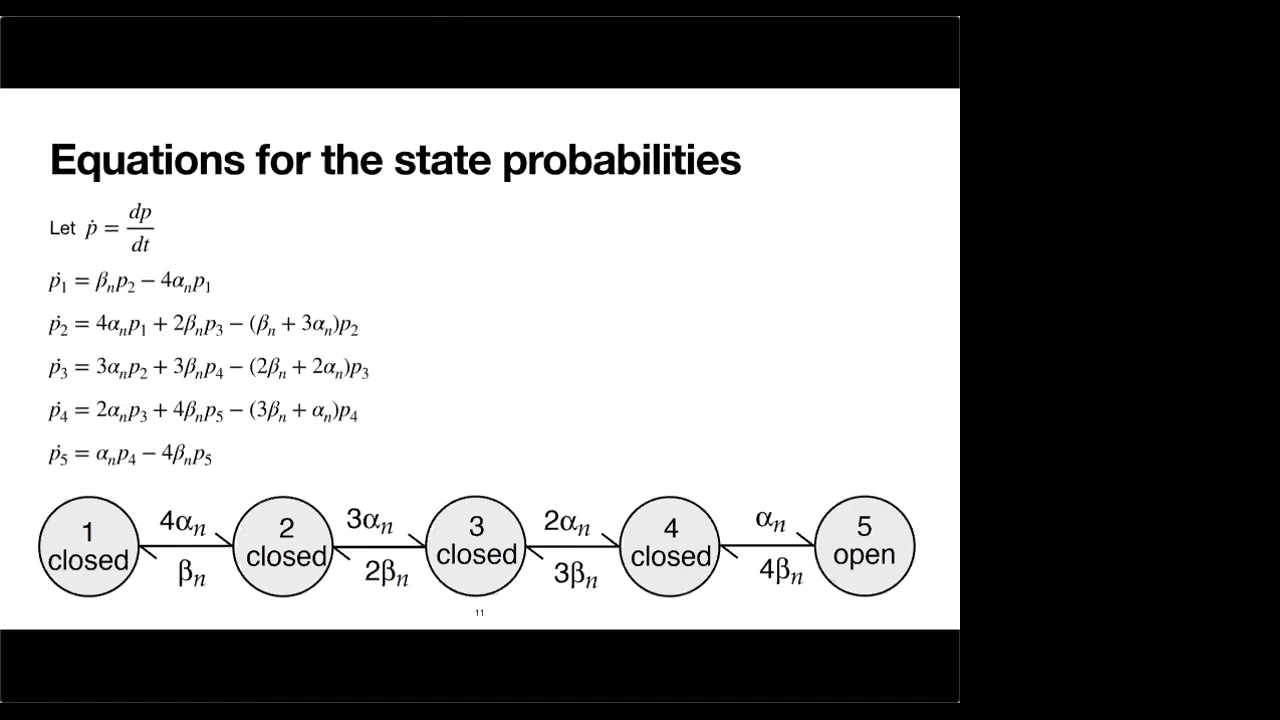 Equations for the state probabilities
Let ṗ = dp/dt
ṗ₁ = βₙp₂ − 4αₙp₁
ṗ₂ = 4αₙp₁ + 2βₙp₃ − (βₙ + 3αₙ)p₂
ṗ₃ = 3αₙp₂ + 3βₙp₄ − (2βₙ + 2αₙ)p₃
ṗ₄ = 2αₙp₃ + 4βₙp₅ − (3βₙ + αₙ)p₄
ṗ₅ = αₙp₄ − 4βₙp₅
1 closed
4αₙ
βₙ
2 closed
3αₙ
2βₙ
3 closed
2αₙ
3βₙ
4 closed
αₙ
4βₙ
5 open
11